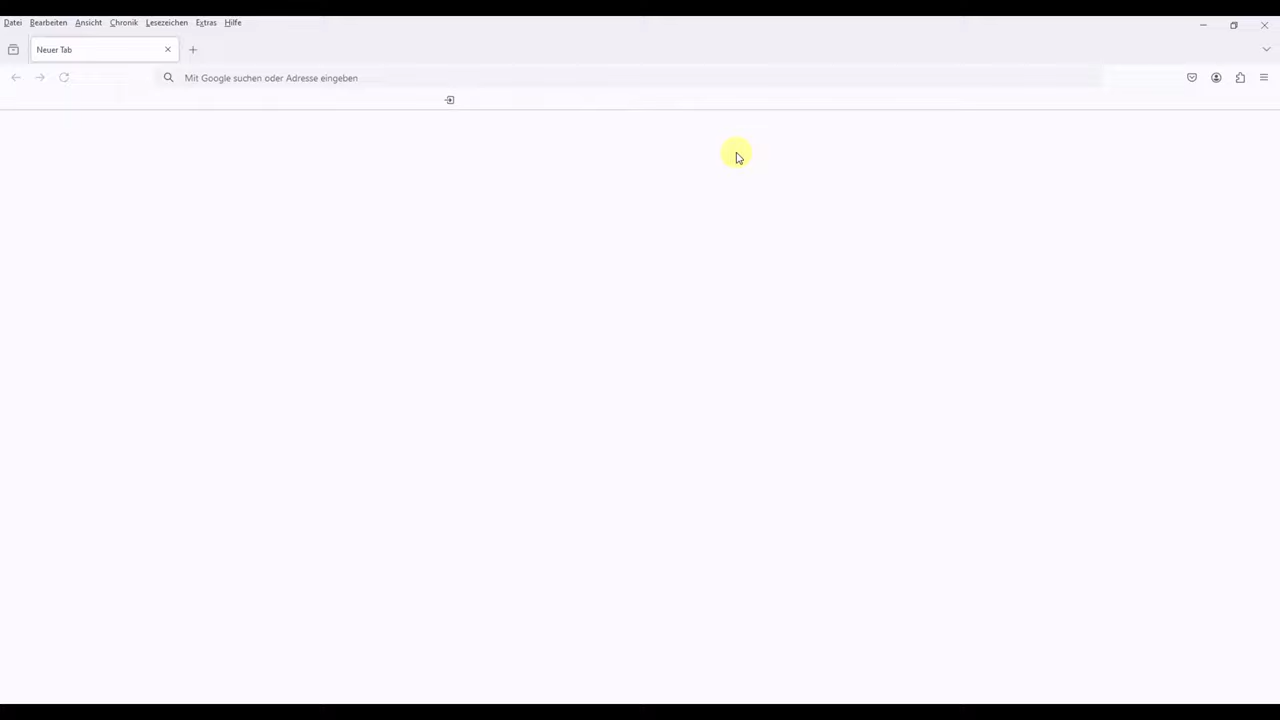 Datei Bearbeiten Ansicht Chronik Lesezeichen Extras Hilfe
Neuer Tab
Mit Google suchen oder Adresse eingeben